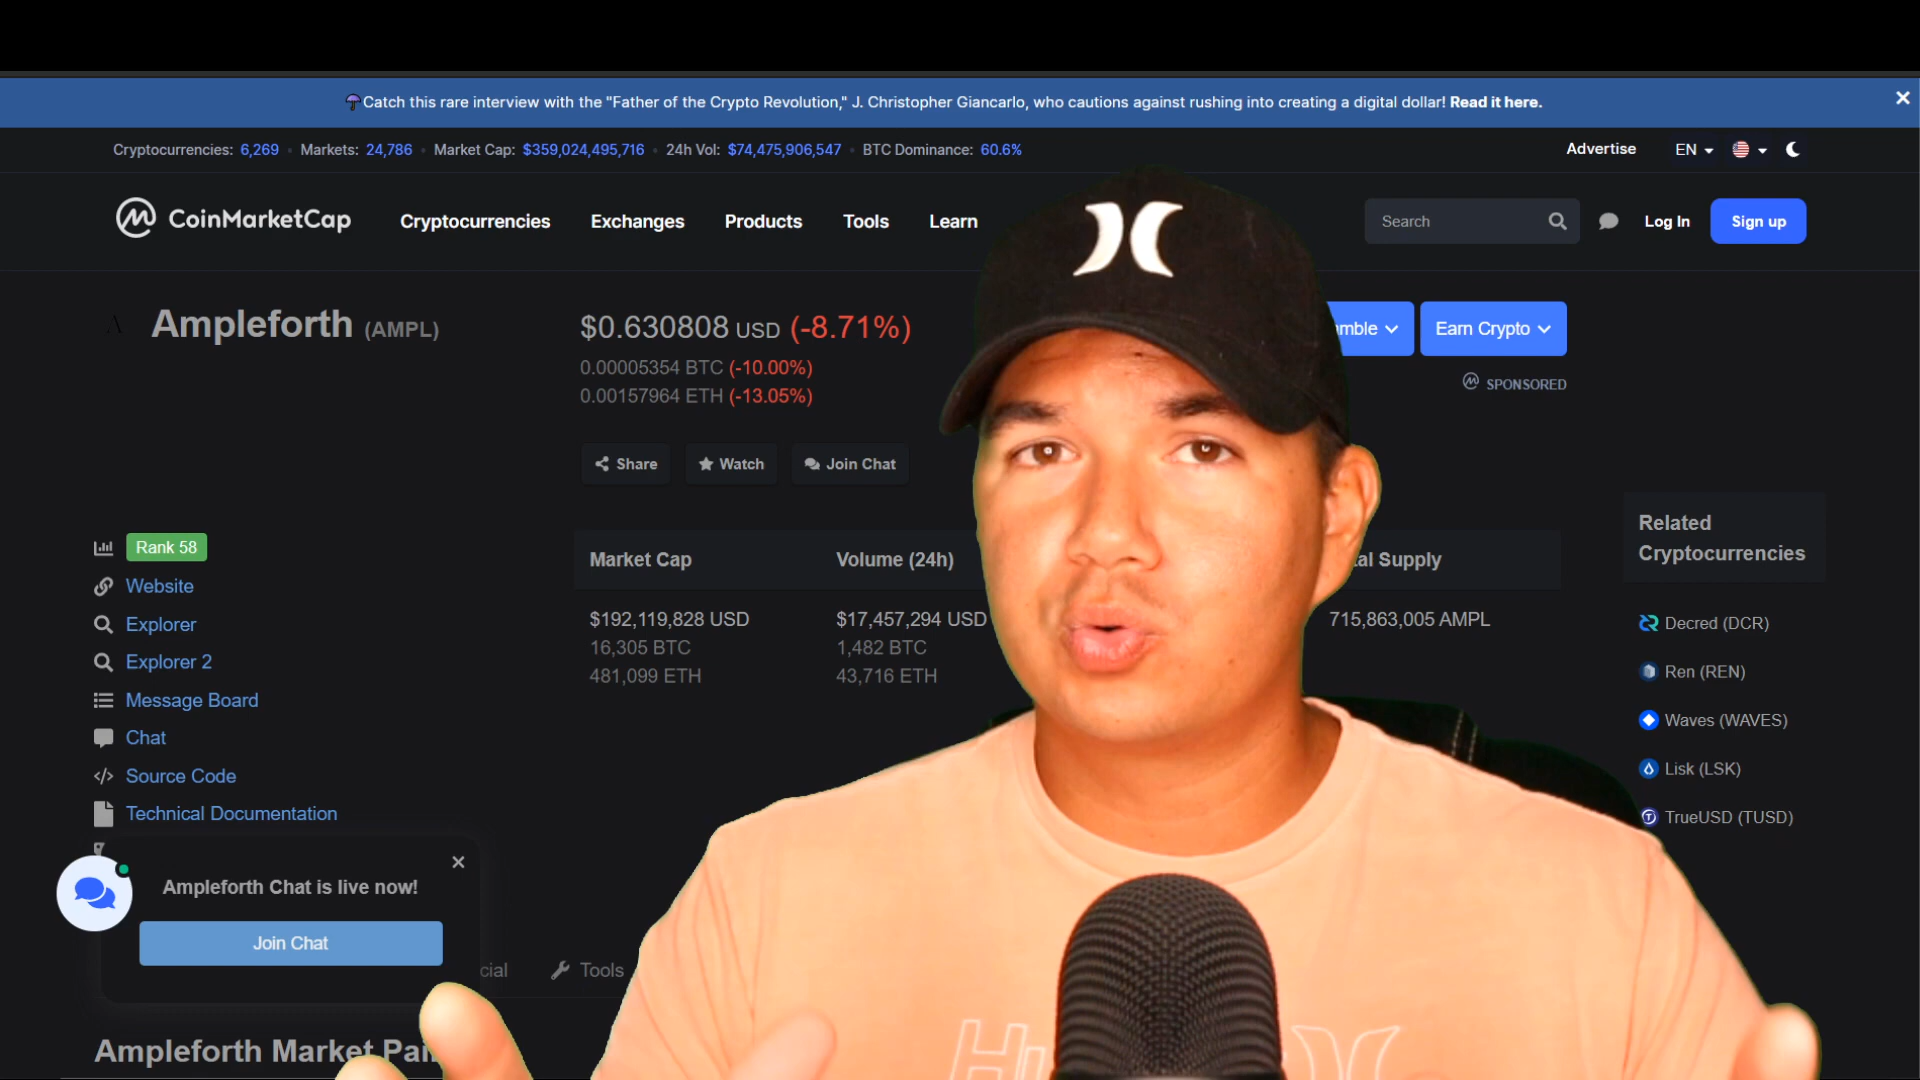 Catch this rare interview with the "Father of the Crypto Revolution," J. Christopher Giancarlo, who cautions against rushing into creating a digital dollar! Read it here.
Cryptocurrencies: 6,269 • Markets: 24,786 • Market Cap: $359,024,495,716 • 24h Vol: $74,475,906,547 • BTC Dominance: 60.6%
Advertise
EN
CoinMarketCap
Cryptocurrencies
Exchanges
Products
Tools
Learn
Search
Log In
Sign up
Ampleforth (AMPL)
$0.630808 USD (-8.71%)
0.00005354 BTC (-10.00%)
0.00157964 ETH (-13.05%)
Earn Crypto
SPONSORED
Share
Watch
Join Chat
Rank 58
Website
Explorer
Explorer 2
Message Board
Chat
Source Code
Technical Documentation
Market Cap
Volume (24h)
Supply
$192,119,828 USD
$17,457,294 USD
715,863,005 AMPL
16,305 BTC
1,482 BTC
481,099 ETH
43,716 ETH
Related
Cryptocurrencies
Decred (DCR)
Ren (REN)
Waves (WAVES)
Lisk (LSK)
TrueUSD (TUSD)
Ampleforth Chat is live now!
Join Chat
Tools
Ampleforth Market